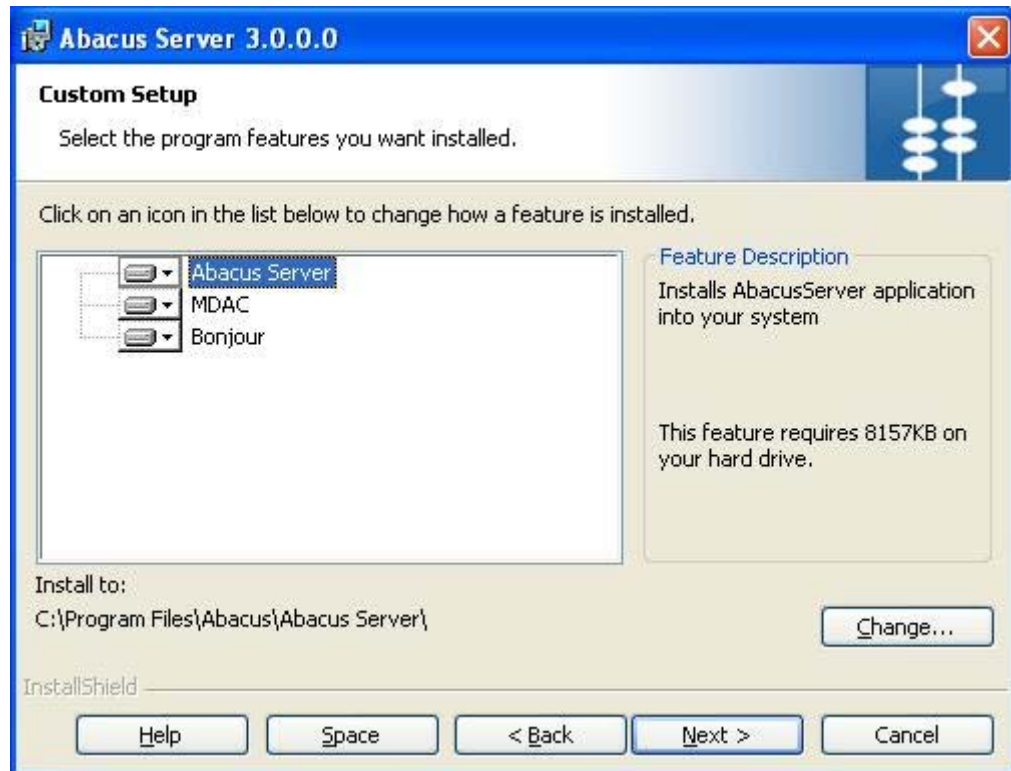 Abacus Server 3.0.0.0
Custom Setup
Select the program features you want installed.
Click on an icon in the list below to change how a feature is installed.
Abacus Server
MDAC
Bonjour
Feature Description
Installs AbacusServer application
into your system
This feature requires 8157KB on
your hard drive.
Install to:
C:\Program Files\Abacus\Abacus Server\
Change...
InstallShield
Help
Space
< Back
Next >
Cancel